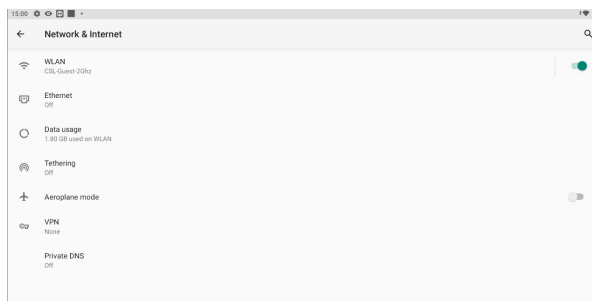 15:00
Network & Internet
WLAN
CSL-Guest-2Ghz
Ethernet
Off
Data usage
1.80 GB used on WLAN
Tethering
Off
Aeroplane mode
VPN
None
Private DNS
Off